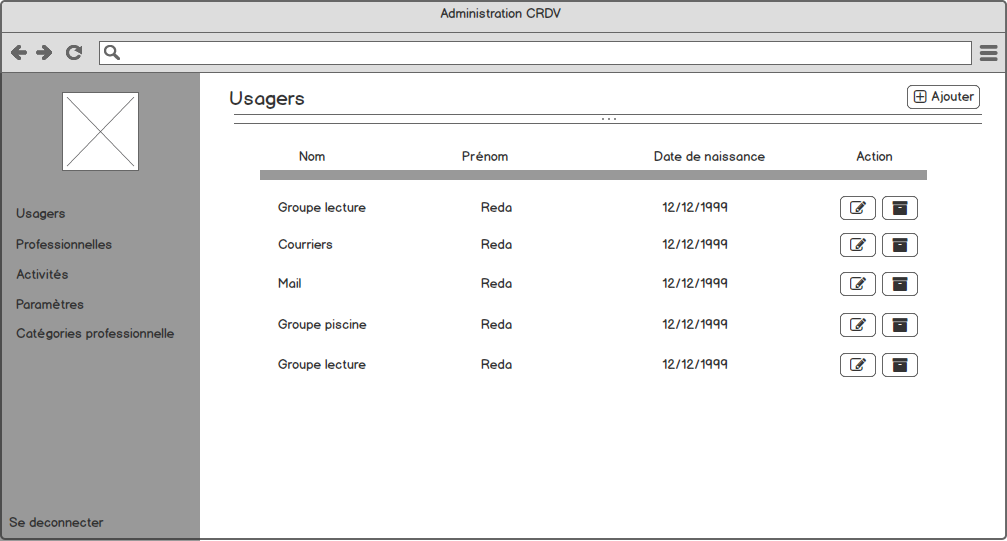 Administration CRDV
Usagers
Ajouter
...
Nom Prénom Date de naissance Action
Groupe lecture Reda 12/12/1999
Courriers Reda 12/12/1999
Mail Reda 12/12/1999
Groupe piscine Reda 12/12/1999
Groupe lecture Reda 12/12/1999
Usagers
Professionnelles
Activités
Paramètres
Catégories professionnelle
Se deconnecter